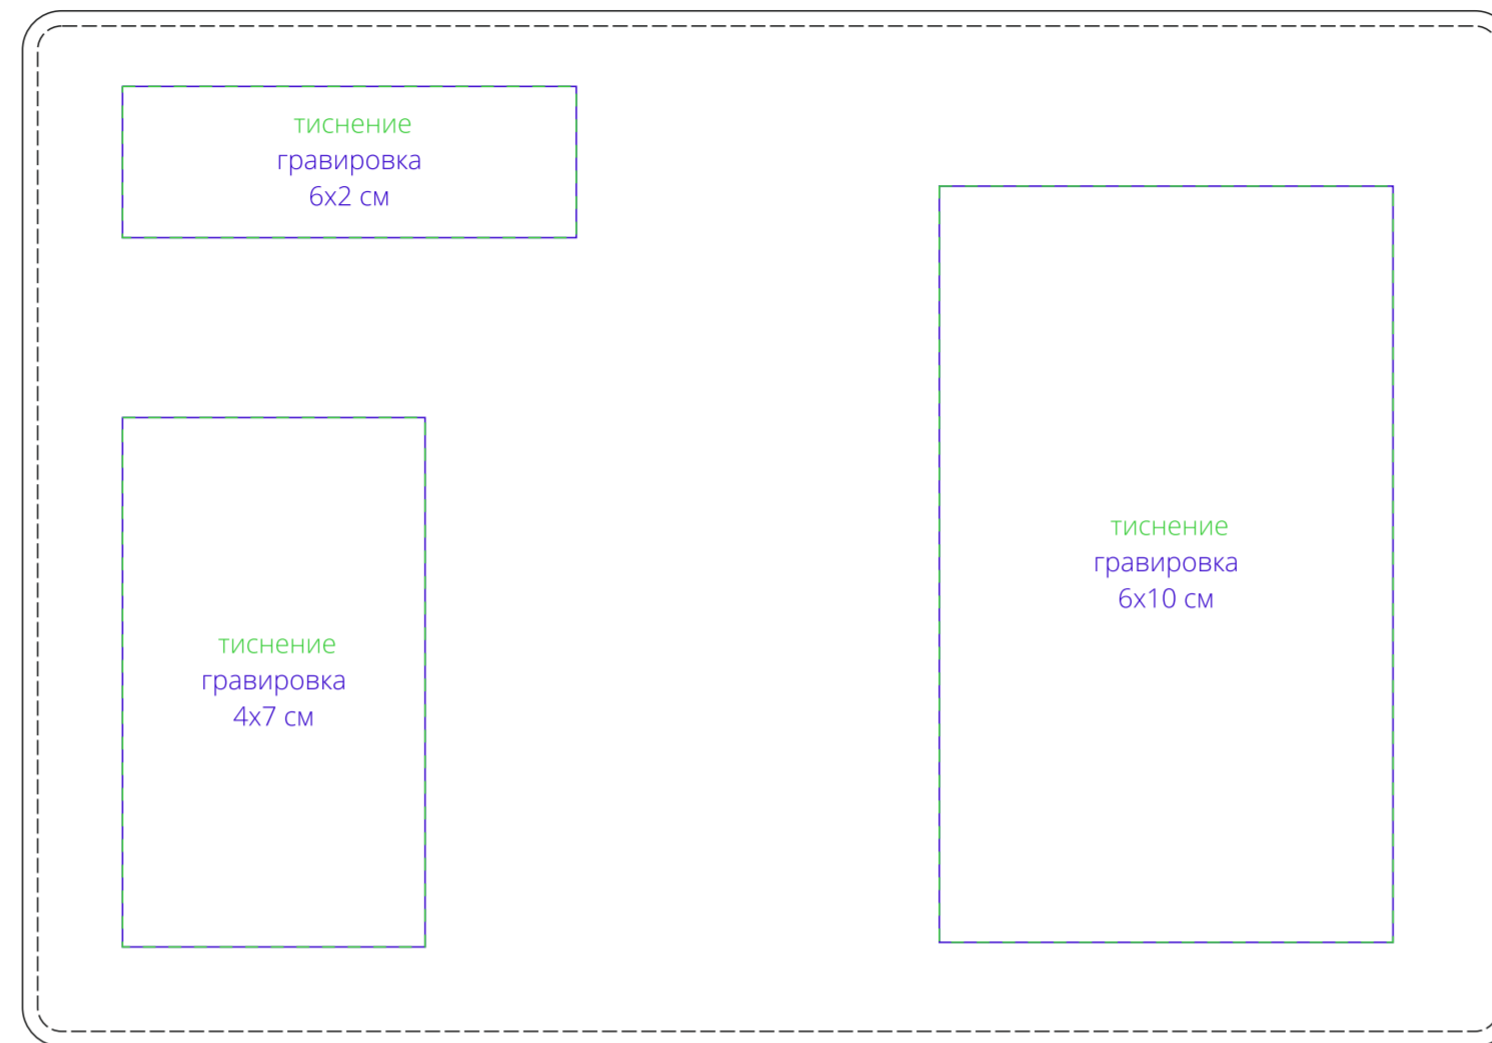 тиснение
гравировка
6х2 см
тиснение
гравировка
4х7 см
тиснение
гравировка
6х10 см